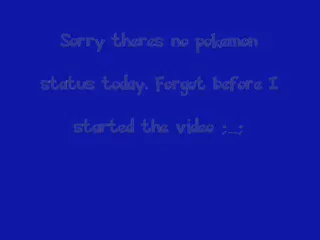 Sorry theres no pokemon
status today. Forgot before I
started the video ;_;